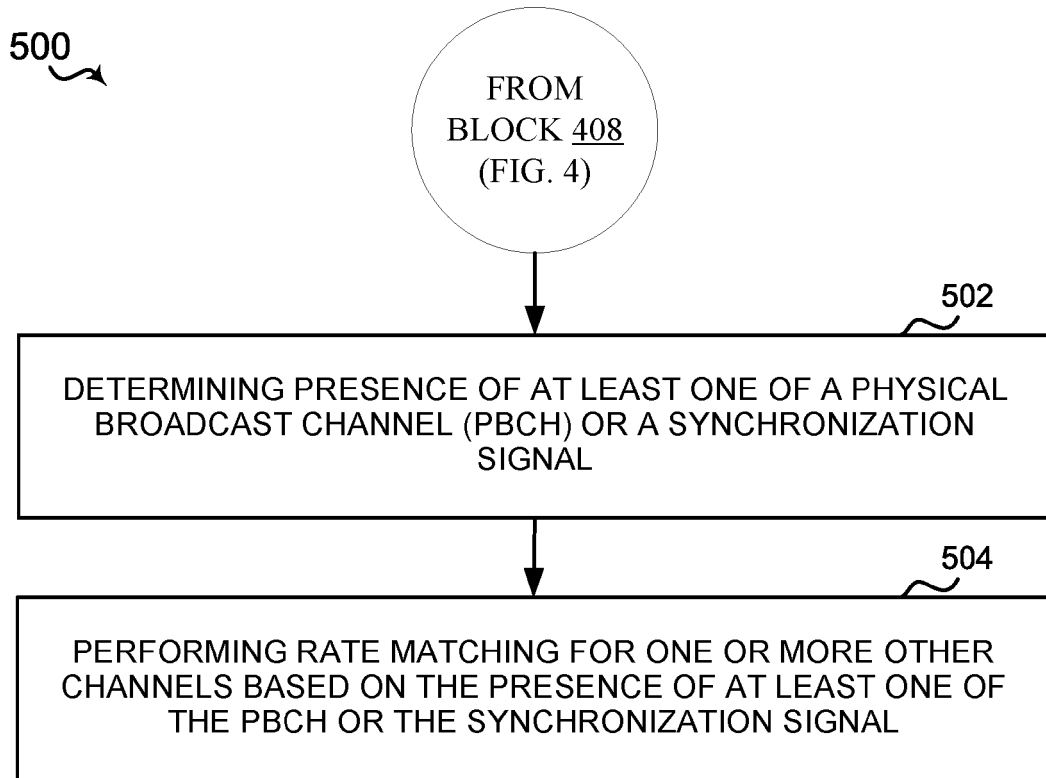 500
FROM
BLOCK 408
(FIG. 4)
502
DETERMINING PRESENCE OF AT LEAST ONE OF A PHYSICAL
BROADCAST CHANNEL (PBCH) OR A SYNCHRONIZATION
SIGNAL
504
PERFORMING RATE MATCHING FOR ONE OR MORE OTHER
CHANNELS BASED ON THE PRESENCE OF AT LEAST ONE OF
THE PBCH OR THE SYNCHRONIZATION SIGNAL